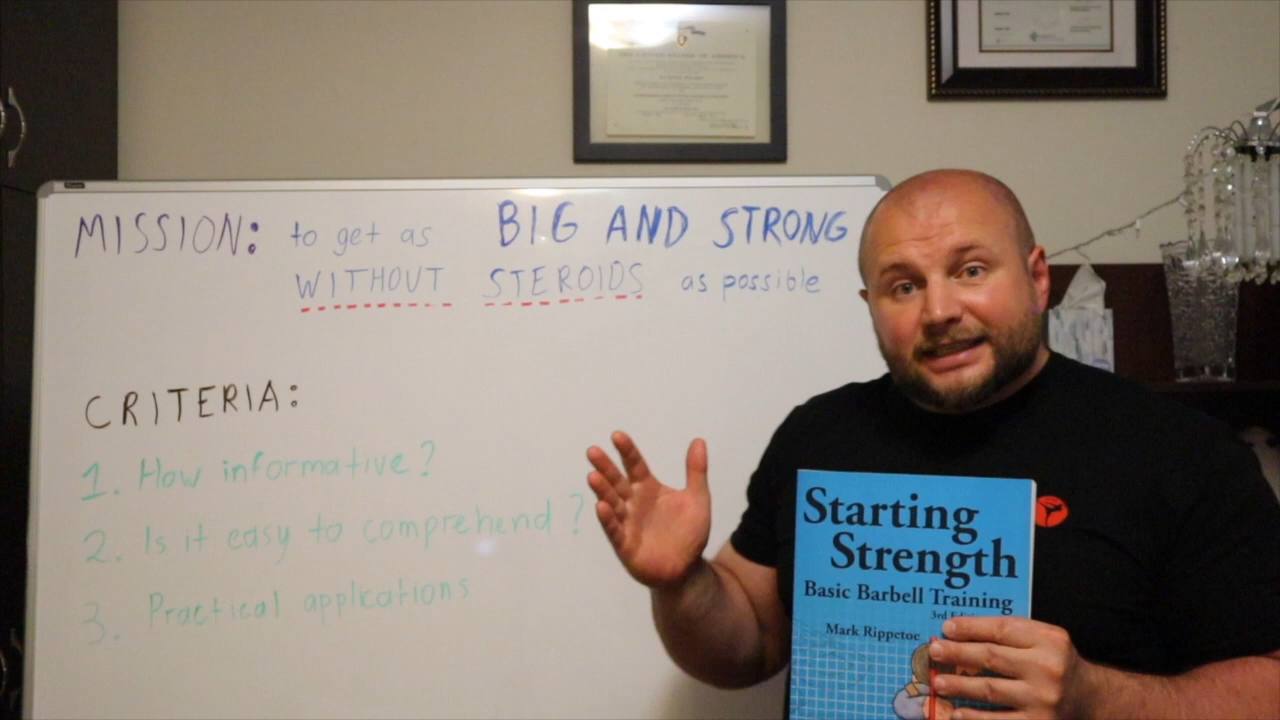 MISSION: to get as BIG AND STRONG
WITHOUT STEROIDS as possible
CRITERIA:
1. How informative?
2. Is it easy to comprehend?
3. Practical applications
Starting
Strength
Basic Barbell Training
3rd
Mark Rippetoe